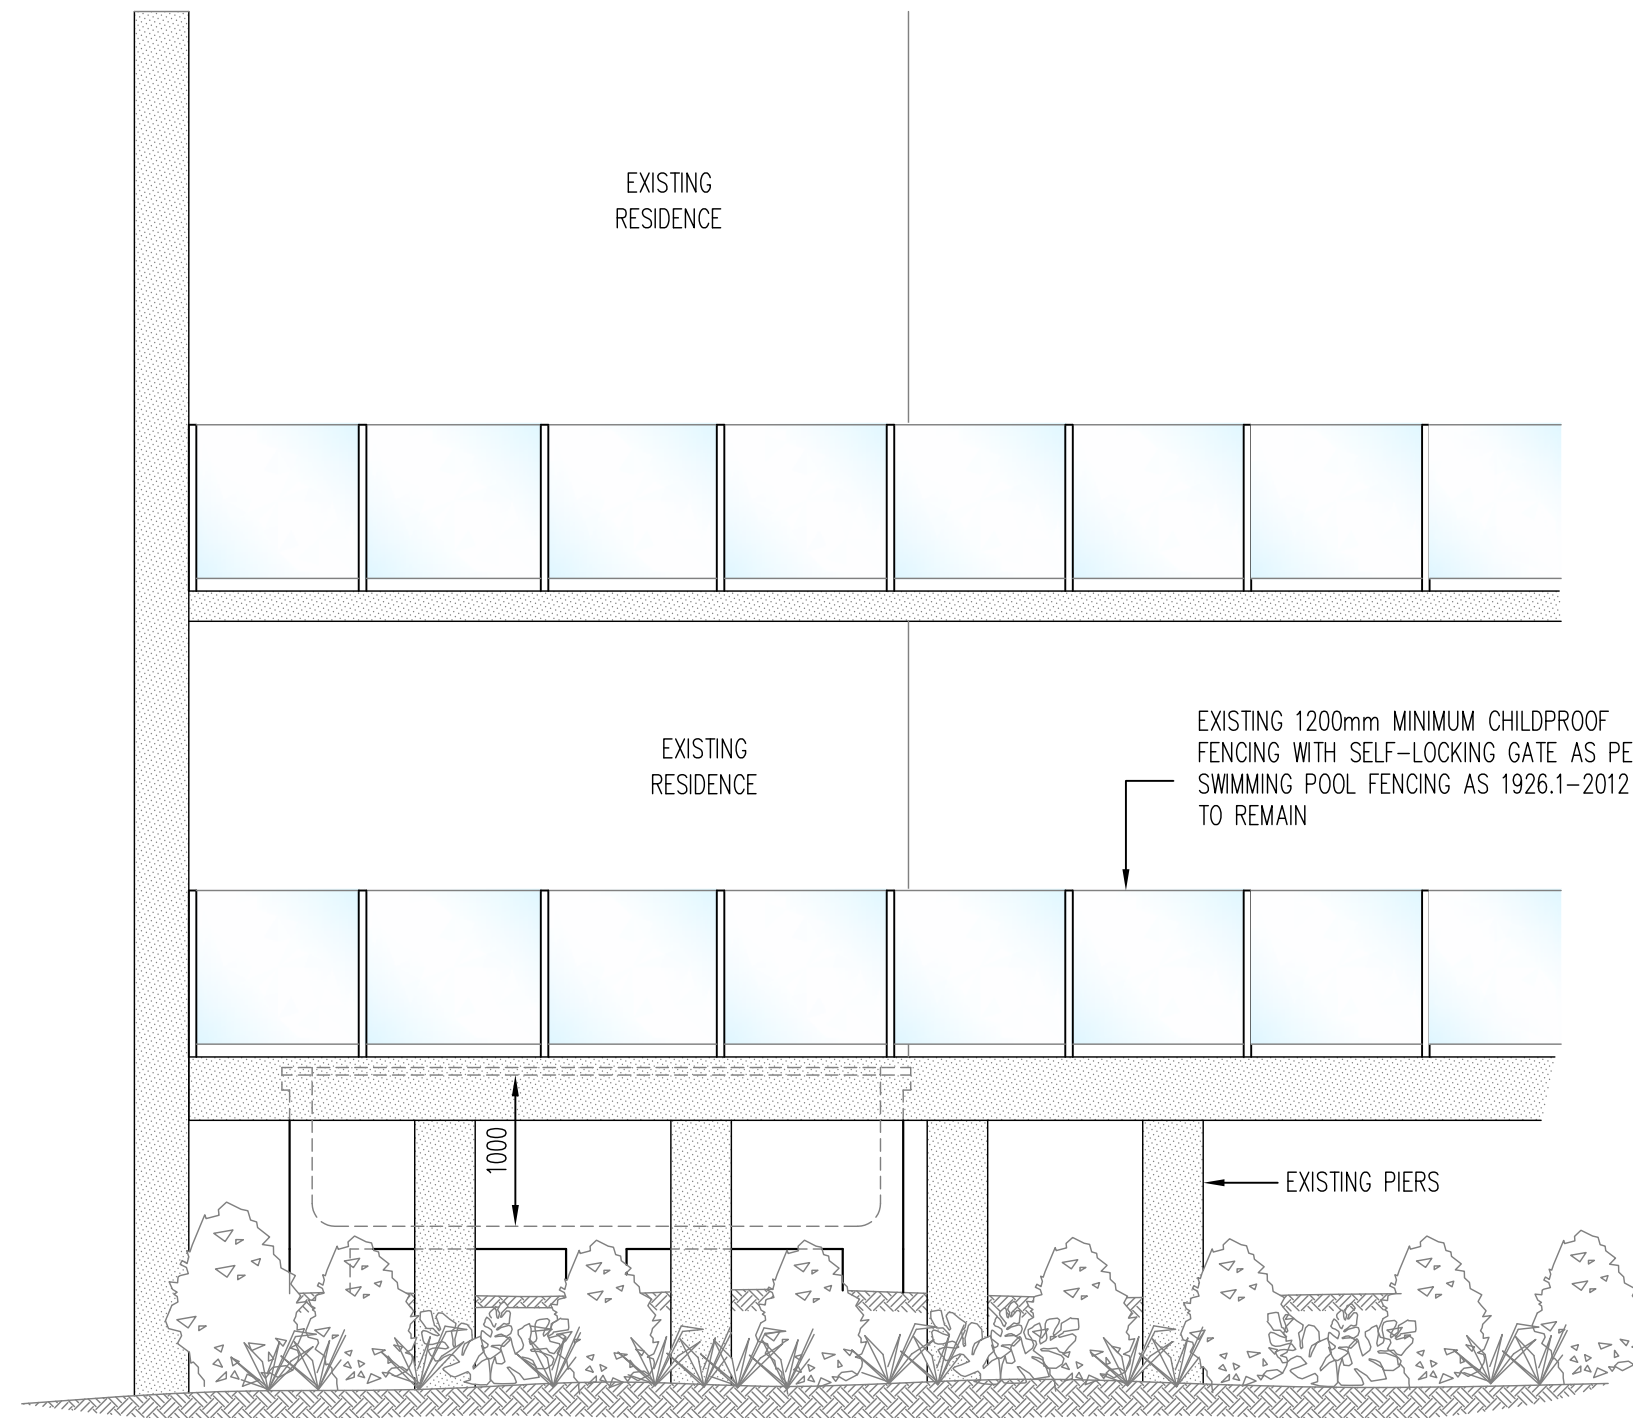 EXISTING
RESIDENCE
EXISTING
RESIDENCE
EXISTING 1200mm MINIMUM CHILDPROOF
FENCING WITH SELF-LOCKING GATE AS PE
SWIMMING POOL FENCING AS 1926.1-2012
TO REMAIN
1000
EXISTING PIERS